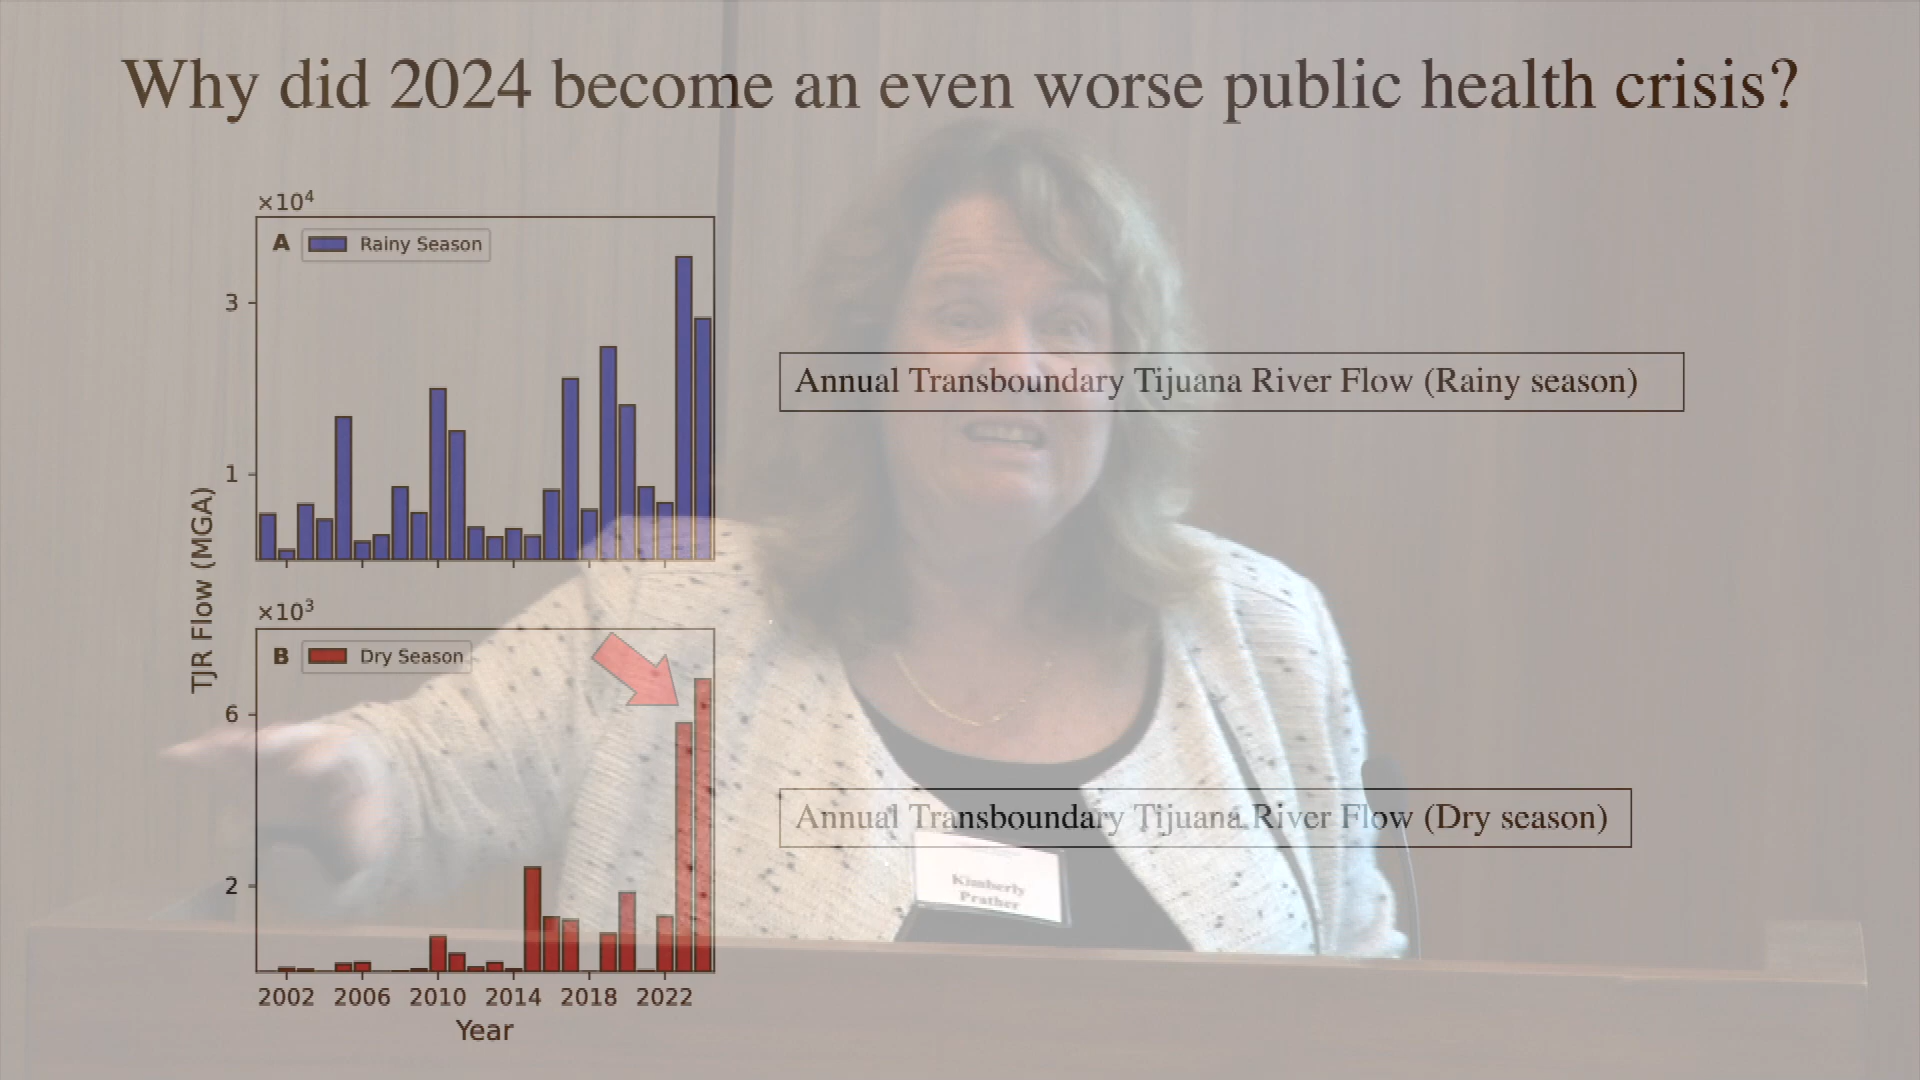 Why did 2024 become an even worse public health crisis?
×10⁴
A Rainy Season
3
1
Annual Transboundary Tijuana River Flow (Rainy season)
TJR Flow (MGA)
×10³
B Dry Season
6
2
Annual Transboundary Tijuana River Flow (Dry season)
Kimberly
Prather
2002 2006 2010 2014 2018 2022
Year